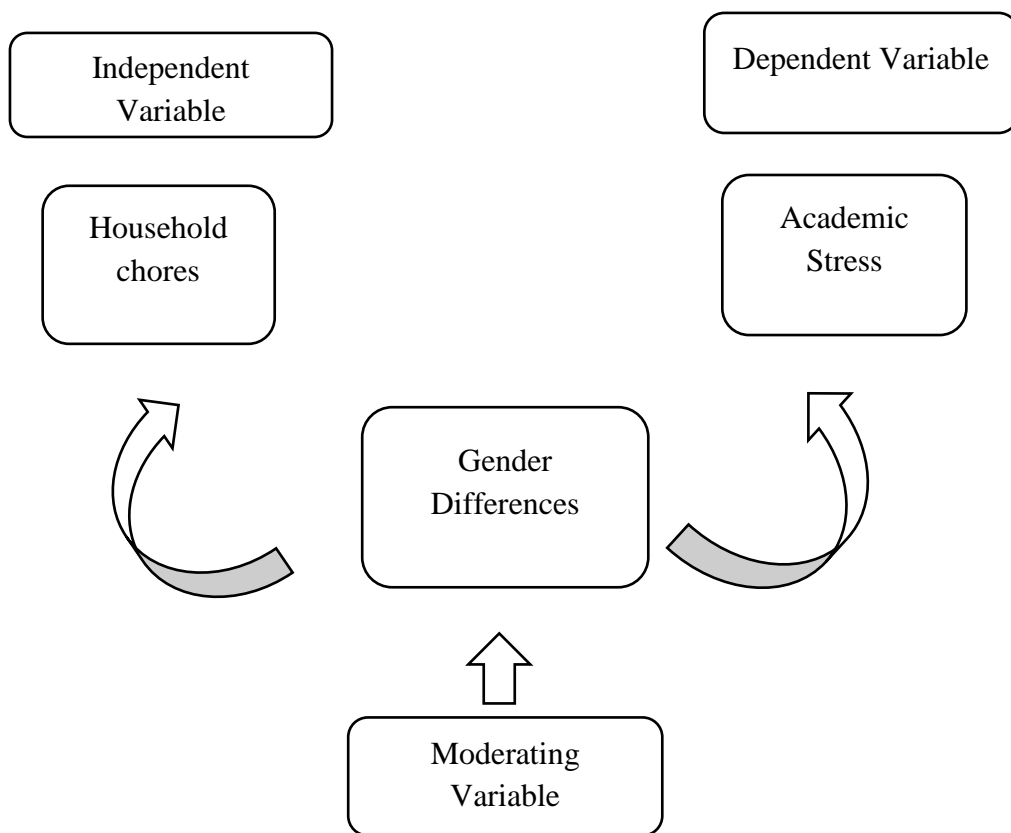 Independent
Variable
Dependent Variable
Household
chores
Academic
Stress
Gender
Differences
Moderating
Variable